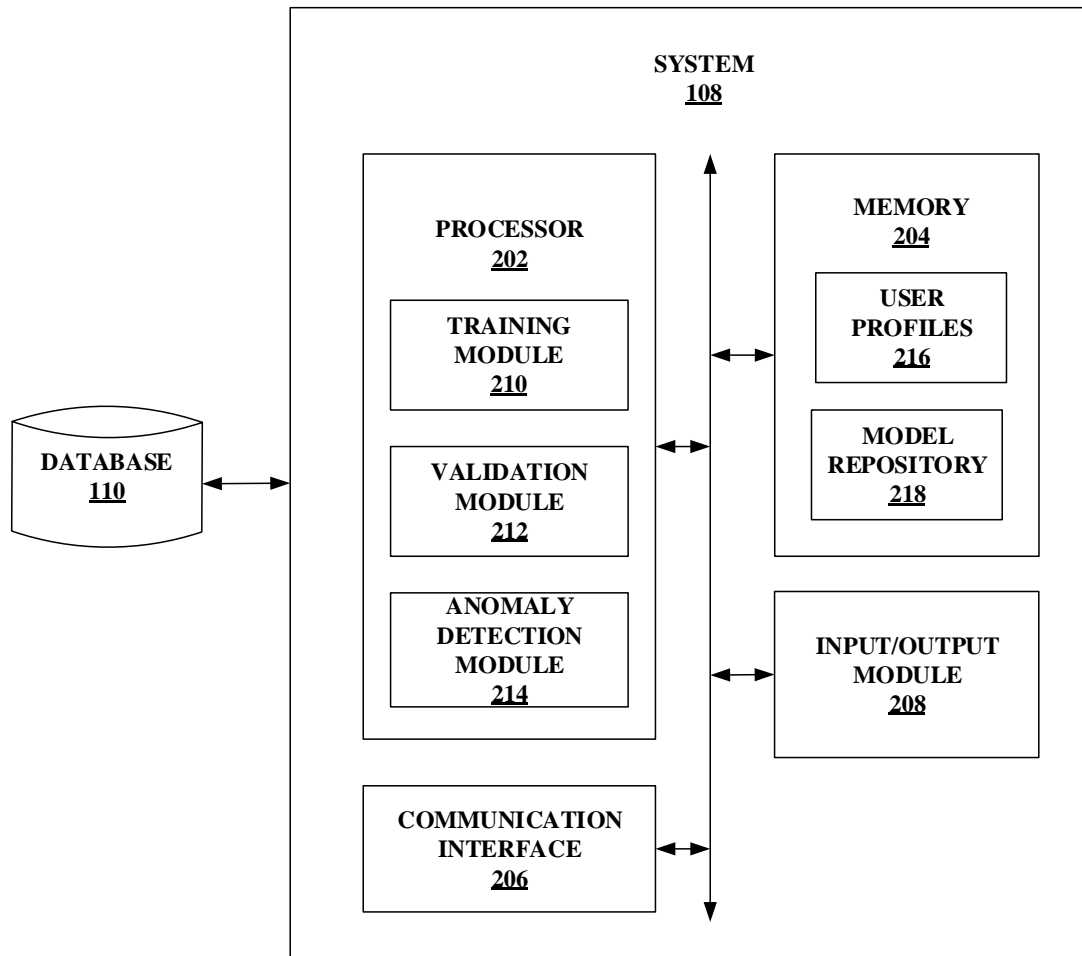 SYSTEM
108
PROCESSOR
202
TRAINING
MODULE
210
VALIDATION
MODULE
212
ANOMALY
DETECTION
MODULE
214
MEMORY
204
USER
PROFILES
216
MODEL
REPOSITORY
218
DATABASE
110
INPUT/OUTPUT
MODULE
208
COMMUNICATION
INTERFACE
206